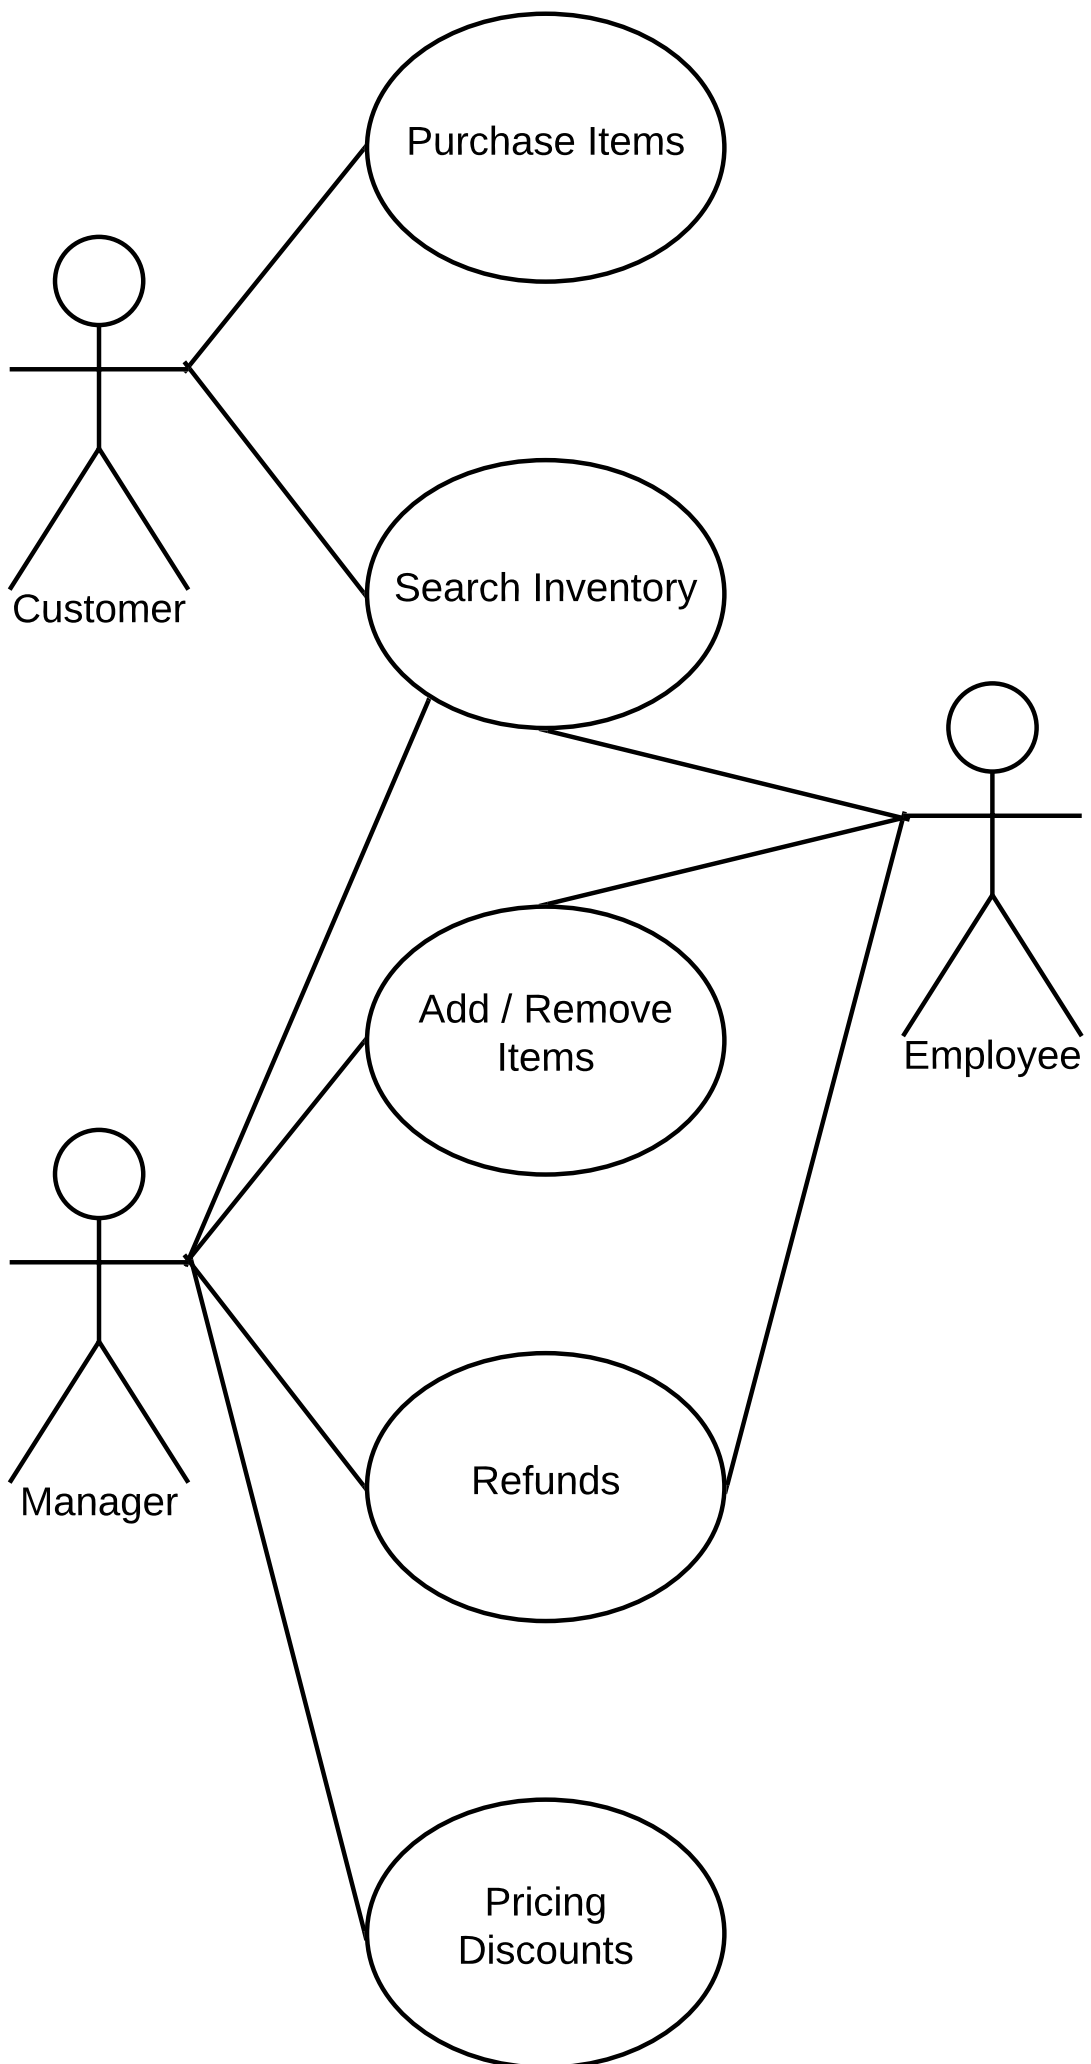 Purchase Items
Customer
Search Inventory
Employee
Add / Remove
Items
Manager
Refunds
Pricing
Discounts